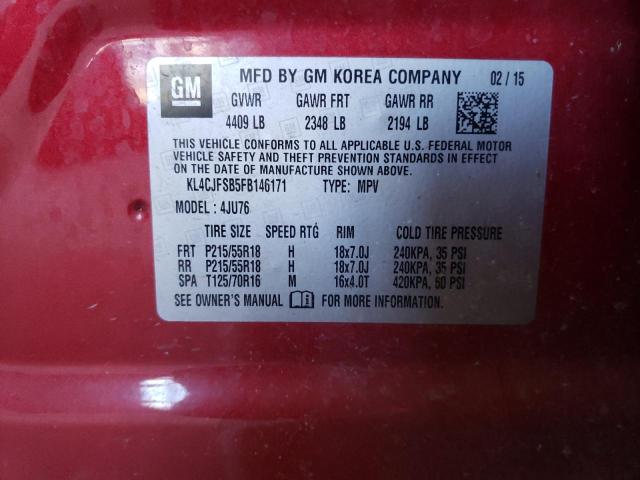 GM MFD BY GM KOREA COMPANY 02 / 15
GVWR GAWR FRT GAWR RR
4409 LB 2348 LB 2194 LB
THIS VEHICLE CONFORMS TO ALL APPLICABLE U.S. FEDERAL MOTOR
VEHICLE SAFETY AND THEFT PREVENTION STANDARDS IN EFFECT
ON THE DATE OF MANUFACTURE SHOWN ABOVE.
KL4CJFSB5FB146171 TYPE: MPV
MODEL : 4JU76
TIRE SIZE SPEED RTG RIM COLD TIRE PRESSURE
FRT P215/55R18 H 18x7.0J 240KPA, 35 PSI
RR P215/55R18 H 18x7.0J 240KPA, 35 PSI
SPA T125/70R16 M 16x4.0T 420KPA, 60 PSI
SEE OWNER'S MANUAL FOR MORE INFORMATION.